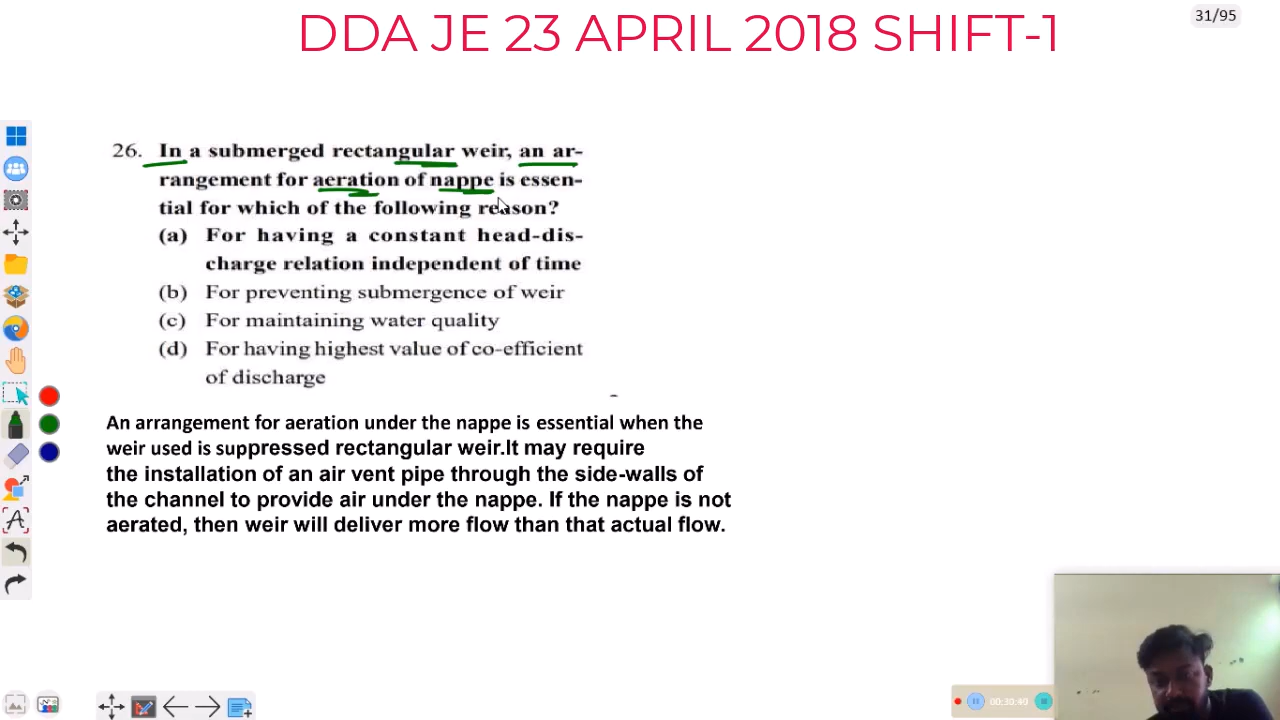 DDA JE 23 APRIL 2018 SHIFT-1
31/95
26. In a submerged rectangular weir, an ar-
rangement for aeration of nappe is essen-
tial for which of the following reason?
(a) For having a constant head-dis-
charge relation independent of time
(b) For preventing submergence of weir
(c) For maintaining water quality
(d) For having highest value of co-efficient
of discharge
An arrangement for aeration under the nappe is essential when the
weir used is suppressed rectangular weir.It may require
the installation of an air vent pipe through the side-walls of
the channel to provide air under the nappe. If the nappe is not
aerated, then weir will deliver more flow than that actual flow.
00:30:49